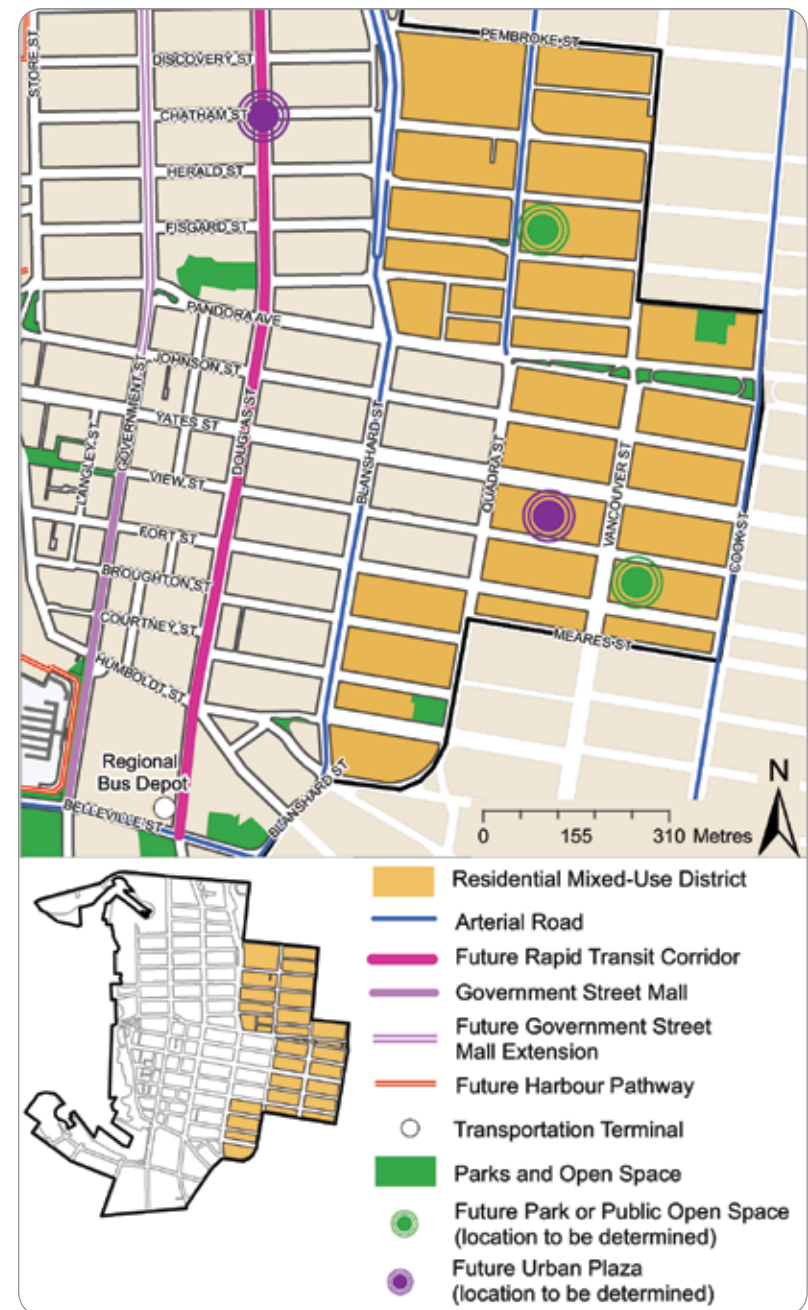 PEMBROKE ST
STORE ST
DISCOVERY ST
CHATHAM ST
HERALD ST
FISGARD ST
PANDORA AVE
JOHNSON ST
GOVERNMENT ST
YATES ST
DOUGLAS ST
BLANSHARD ST
LANGLEY ST
VIEW ST
QUADRA ST
VANCOUVER ST
FORT ST
COOK ST
BROUGHTON ST
COURTNEY ST
MEARES ST
HUMBOLDT ST
Regional
Bus Depot
BELLEVILLE ST
BLANSHARD ST
N
0 155 310 Metres
Residential Mixed-Use District
Arterial Road
Future Rapid Transit Corridor
Government Street Mall
Future Government Street
Mall Extension
Future Harbour Pathway
Transportation Terminal
Parks and Open Space
Future Park or Public Open Space
(location to be determined)
Future Urban Plaza
(location to be determined)